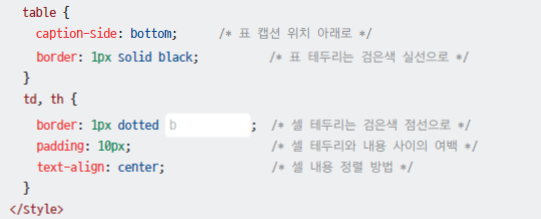 table {
caption-side: bottom; /* 표 캡션 위치 아래로 */
border: 1px solid black; /* 표 테두리는 검은색 실선으로 */
}
td, th {
border: 1px dotted b ; /* 셀 테두리는 검은색 점선으로 */
padding: 10px; /* 셀 테두리와 내용 사이의 여백 */
text-align: center; /* 셀 내용 정렬 방법 */
}
</Style>